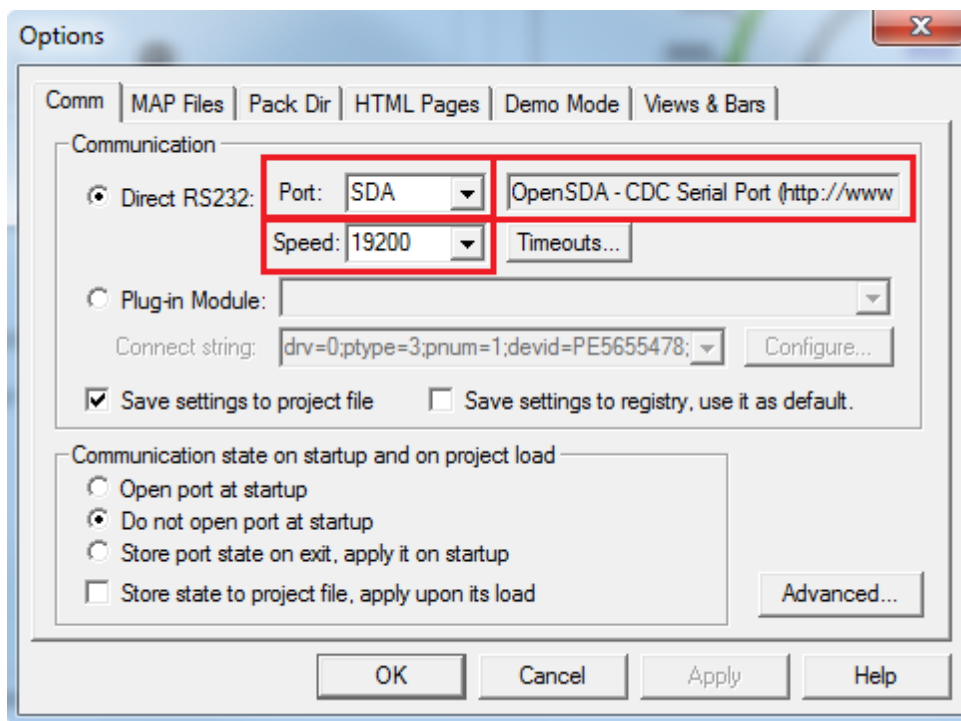 Options
Comm MAP Files Pack Dir HTML Pages Demo Mode Views & Bars
Communication
Direct RS232: Port: SDA OpenSDA - CDC Serial Port (http://www
Speed: 19200 Timeouts...
Plug-in Module:
Connect string: drv=0;ptype=3;pnum=1;devid=PE5655478; Configure...
Save settings to project file Save settings to registry, use it as default.
Communication state on startup and on project load
Open port at startup
Do not open port at startup
Store port state on exit, apply it on startup
Store state to project file, apply upon its load Advanced...
OK Cancel Apply Help